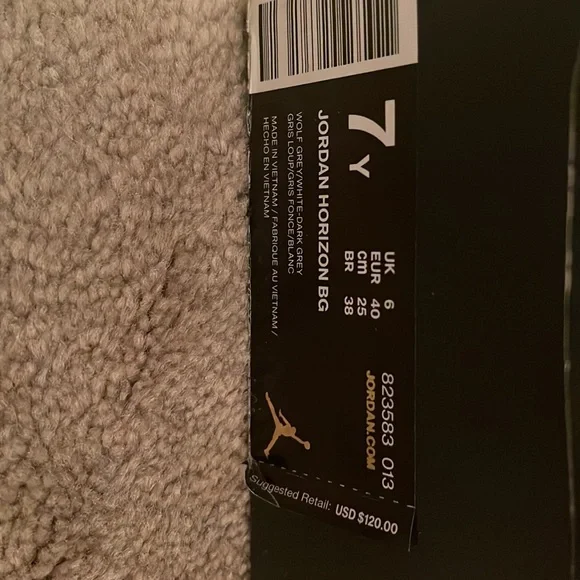 7 Y
UK 6
EUR 40
cm 25
BR 38
823583 013
JORDAN.COM
JORDAN HORIZON BG
WOLF GREY/WHITE-DARK GREY
GRIS LOUP/GRIS FONCE/BLANC
MADE IN VIETNAM / FABRIQUE AU VIETNAM /
HECHO EN VIETNAM
Suggested Retail: USD $120.00